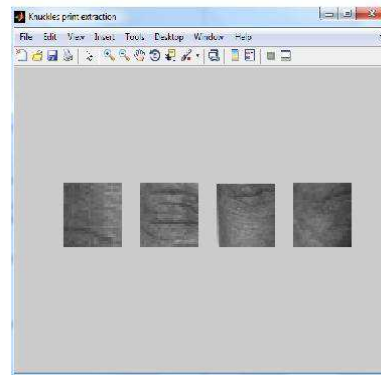 Knuckles print extraction
File Edit View Insert Tools Desktop Window Help